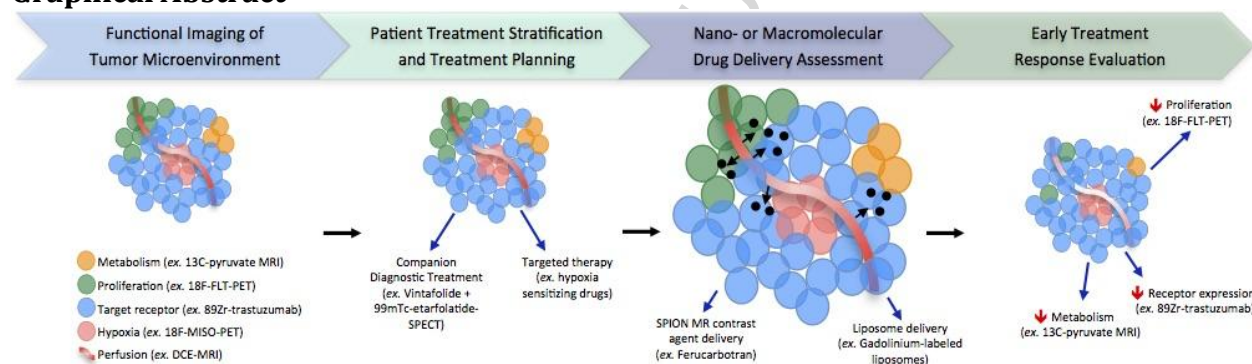 Graphical Abstract
Functional Imaging of
Tumor Microenvironment
Patient Treatment Stratification
and Treatment Planning
Nano- or Macromolecular
Drug Delivery Assessment
Early Treatment
Response Evaluation
Metabolism (ex. 13C-pyruvate MRI)
Proliferation (ex. 18F-FLT-PET)
Target receptor (ex. 89Zr-trastuzumab)
Hypoxia (ex. 18F-MISO-PET)
Perfusion (ex. DCE-MRI)
Companion
Diagnostic Treatment
(ex. Vintafolide +
99mTc-etarfolatide-
SPECT)
Targeted therapy
(ex. hypoxia
sensitizing drugs)
SPION MR contrast
agent delivery
(ex. Ferucarbotran)
Liposome delivery
(ex. Gadolinium-labeled
liposomes)
Proliferation
(ex. 18F-FLT-PET)
Receptor expression
(ex. 89Zr-trastuzumab)
Metabolism
(ex. 13C-pyruvate MRI)